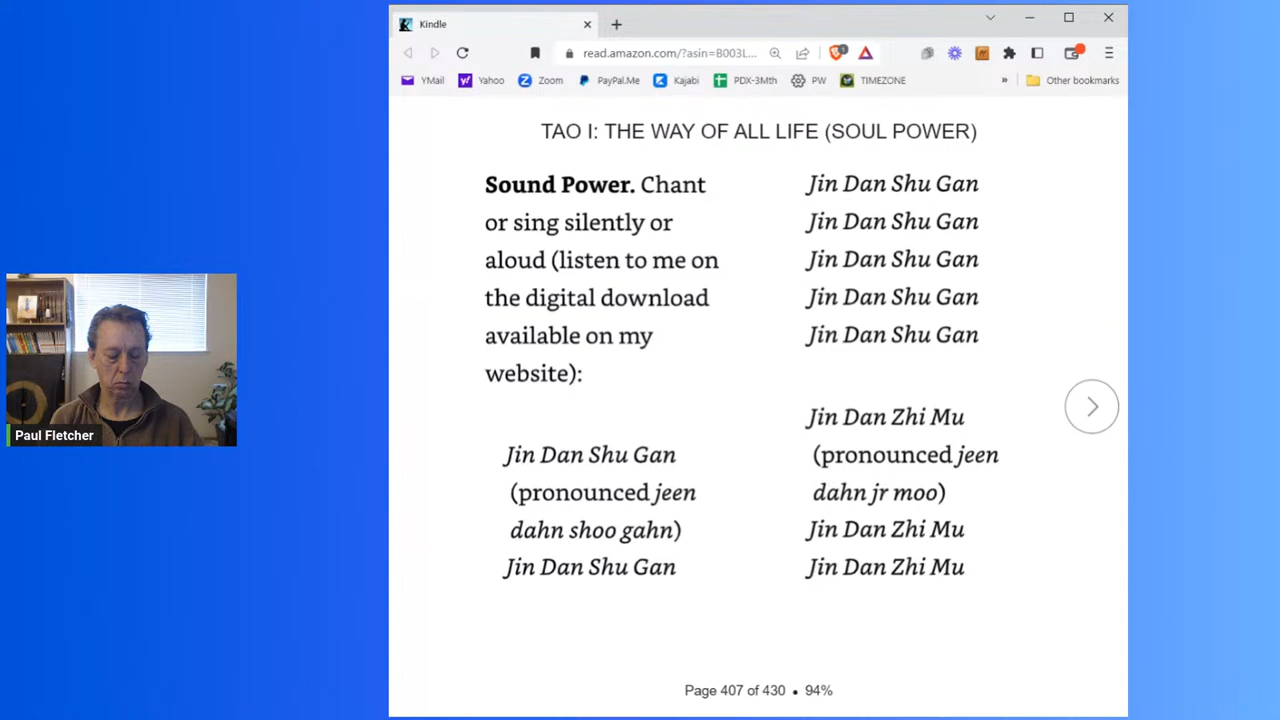 Kindle
read.amazon.com/?asin=B003L...
YMail
Yahoo
Zoom
PayPal.Me
Kajabi
PDX-3Mth
PW
TIMEZONE
»
Other bookmarks
TAO I: THE WAY OF ALL LIFE (SOUL POWER)
Sound Power. Chant
or sing silently or
aloud (listen to me on
the digital download
available on my
website):
Jin Dan Shu Gan
(pronounced jeen
dahn shoo gahn)
Jin Dan Shu Gan
Jin Dan Shu Gan
Jin Dan Shu Gan
Jin Dan Shu Gan
Jin Dan Shu Gan
Jin Dan Shu Gan
Jin Dan Zhi Mu
(pronounced jeen
dahn jr moo)
Jin Dan Zhi Mu
Jin Dan Zhi Mu
Page 407 of 430 • 94%
Paul Fletcher